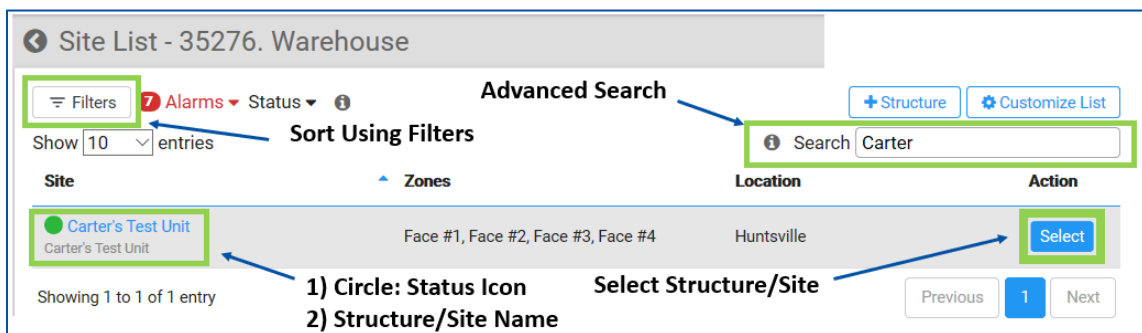 Site List - 35276. Warehouse
Filters 7 Alarms Status Advanced Search + Structure Customize List
Sort Using Filters
Show 10 entries Search Carter
Site Zones Location Action
Carter's Test Unit
Carter's Test Unit
Face #1, Face #2, Face #3, Face #4 Huntsville Select
Showing 1 to 1 of 1 entry
1) Circle: Status Icon
2) Structure/Site Name
Select Structure/Site
Previous 1 Next